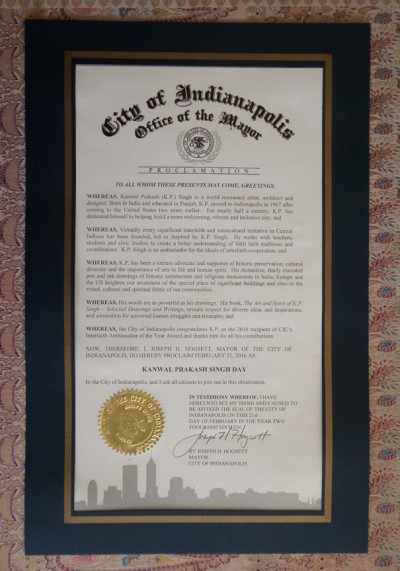 City of Indianapolis
Office of the Mayor
PROCLAMATION
TO ALL WHOM THESE PRESENTS MAY COME, GREETINGS:
WHEREAS, Kanwal Prakash (K.P.) Singh is a world renowned artist, architect and
designer. Born in India and educated in Punjab, K.P. moved to Indianapolis in 1967 after
coming to the United States two years earlier. For nearly half a century, K.P. has
dedicated himself to helping build a more welcoming, vibrant and inclusive city; and
WHEREAS, Virtually every significant interfaith and intercultural initiative in Central
Indiana has been founded, led or inspired by K.P. Singh. He works with teachers,
students and civic leaders to create a better understanding of Sikh faith traditions and
contributions. K.P. Singh is an ambassador for the ideals of interfaith cooperation; and
WHEREAS, K.P. has been a tireless advocate and supporter of historic preservation, cultural
diversity and the importance of arts to life and human spirit. His distinctive, finely executed
pen and ink drawings of historic architecture and religious monuments in India, Europe and
the US heighten our awareness of the special place of significant buildings and sites in the
visual, cultural and spiritual fabric of our communities.
WHEREAS, His words are as powerful as his drawings. His book, The Art and Spirit of K.P
Singh – Selected Drawings and Writings, reveals respect for diverse ideas and inspirations,
and admiration for universal human struggles and triumphs; and
WHEREAS, the City of Indianapolis congratulates K.P. as the 2016 recipient of CIC's
Interfaith Ambassador of the Year Award and thanks him for all his contributions.
NOW, THEREFORE, I, JOSEPH H. HOGSETT, MAYOR OF THE CITY OF
INDIANAPOLIS, DO HEREBY PROCLAIM FEBRUARY 21, 2016 AS:
KANWAL PRAKASH SINGH DAY
In the City of Indianapolis, and I ask all citizens to join me in this observation.
IN TESTIMONY WHEREOF, I HAVE
HEREUNTO SET MY HAND AND CAUSED TO
BE AFFIXED THE SEAL OF THE CITY OF
INDIANAPOLIS ON THIS 21st
DAY OF FEBRUARY IN THE YEAR TWO
THOUSAND SIXTEEN.
Joseph H Hogsett
BY JOSEPH H. HOGSETT
MAYOR
CITY OF INDIANAPOLIS